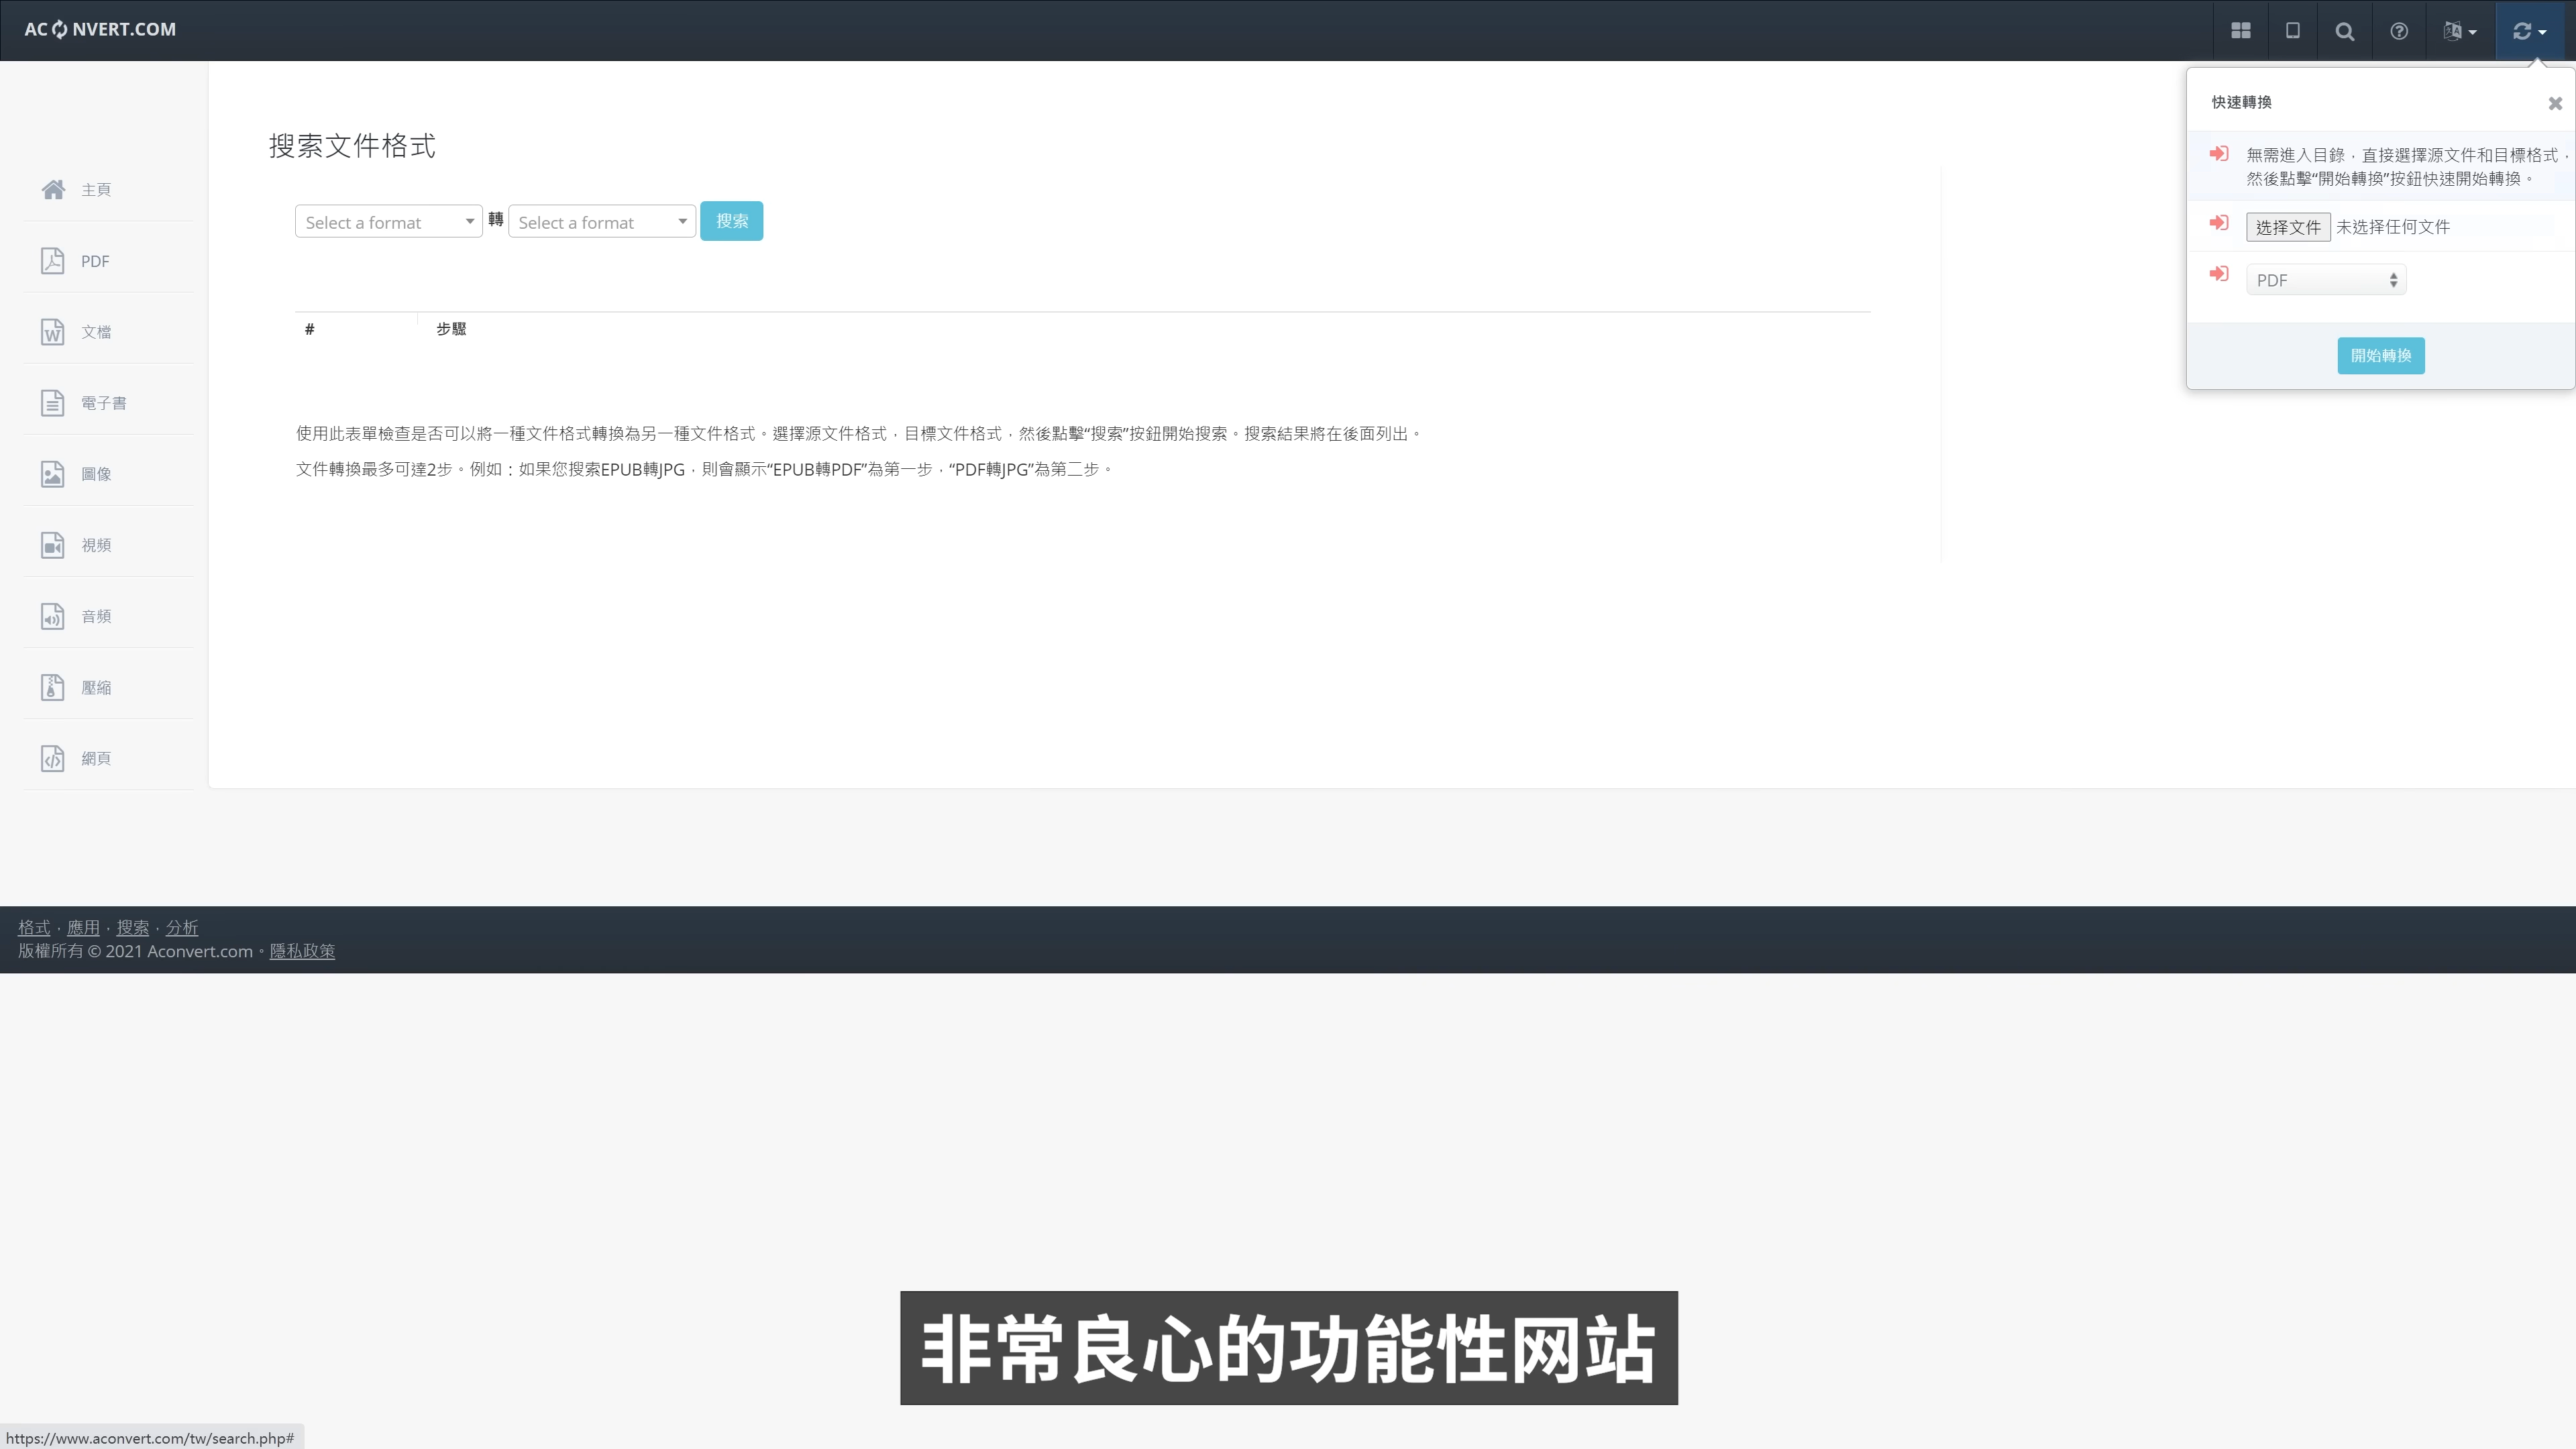 AC NVERT.COM
快速轉換
無需進入目錄，直接選擇源文件和目標格式，
然後點擊“開始轉換”按鈕快速開始轉換。
选择文件 未选择任何文件
PDF
開始轉換
主頁
PDF
文檔
電子書
圖像
視頻
音頻
壓縮
網頁
搜索文件格式
Select a format 轉 Select a format 搜索
# 步驟
使用此表單檢查是否可以將一種文件格式轉換為另一種文件格式。選擇源文件格式，目標文件格式，然後點擊“搜索”按鈕開始搜索。搜索結果將在後面列出。
文件轉換最多可達2步。例如：如果您搜索EPUB轉JPG，則會顯示“EPUB轉PDF”為第一步，“PDF轉JPG”為第二步。
格式，應用，搜索，分析
版權所有 © 2021 Aconvert.com。隱私政策
非常良心的功能性网站
https://www.aconvert.com/tw/search.php#